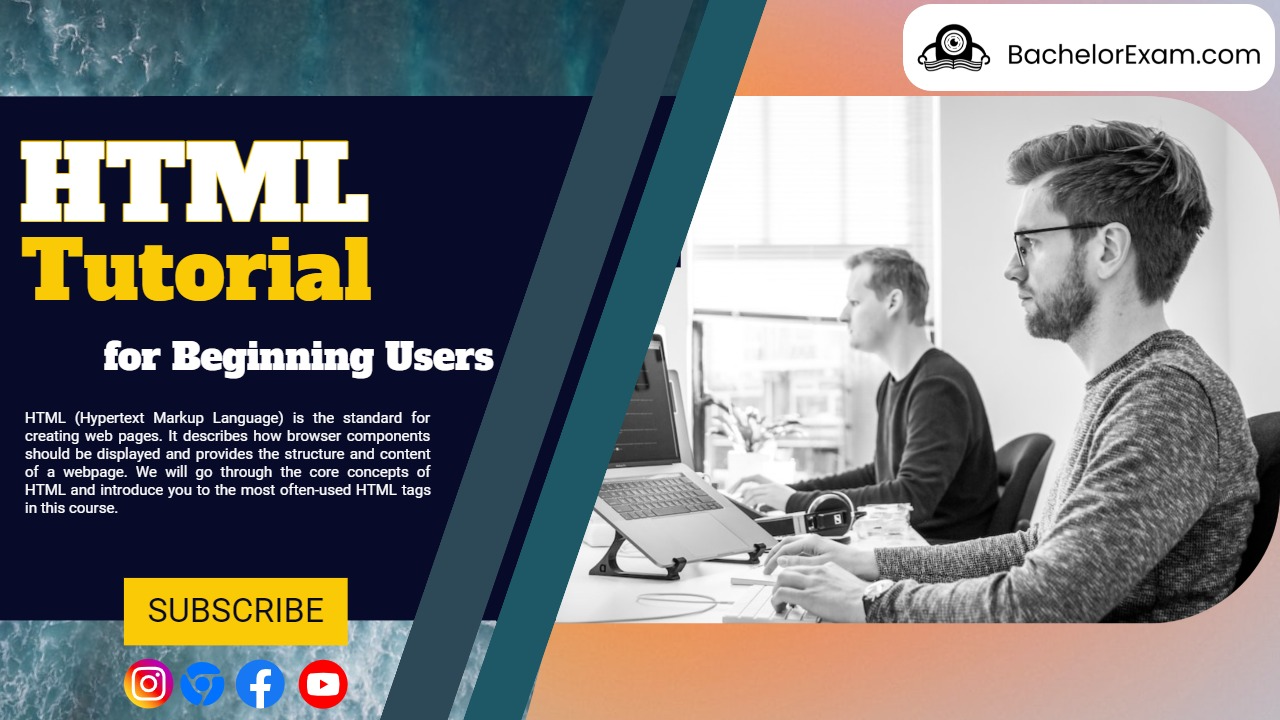 BachelorExam.com
HTML
Tutorial
for Beginning Users
HTML (Hypertext Markup Language) is the standard for
creating web pages. It describes how browser components
should be displayed and provides the structure and content
of a webpage. We will go through the core concepts of
HTML and introduce you to the most often-used HTML tags
in this course.
SUBSCRIBE